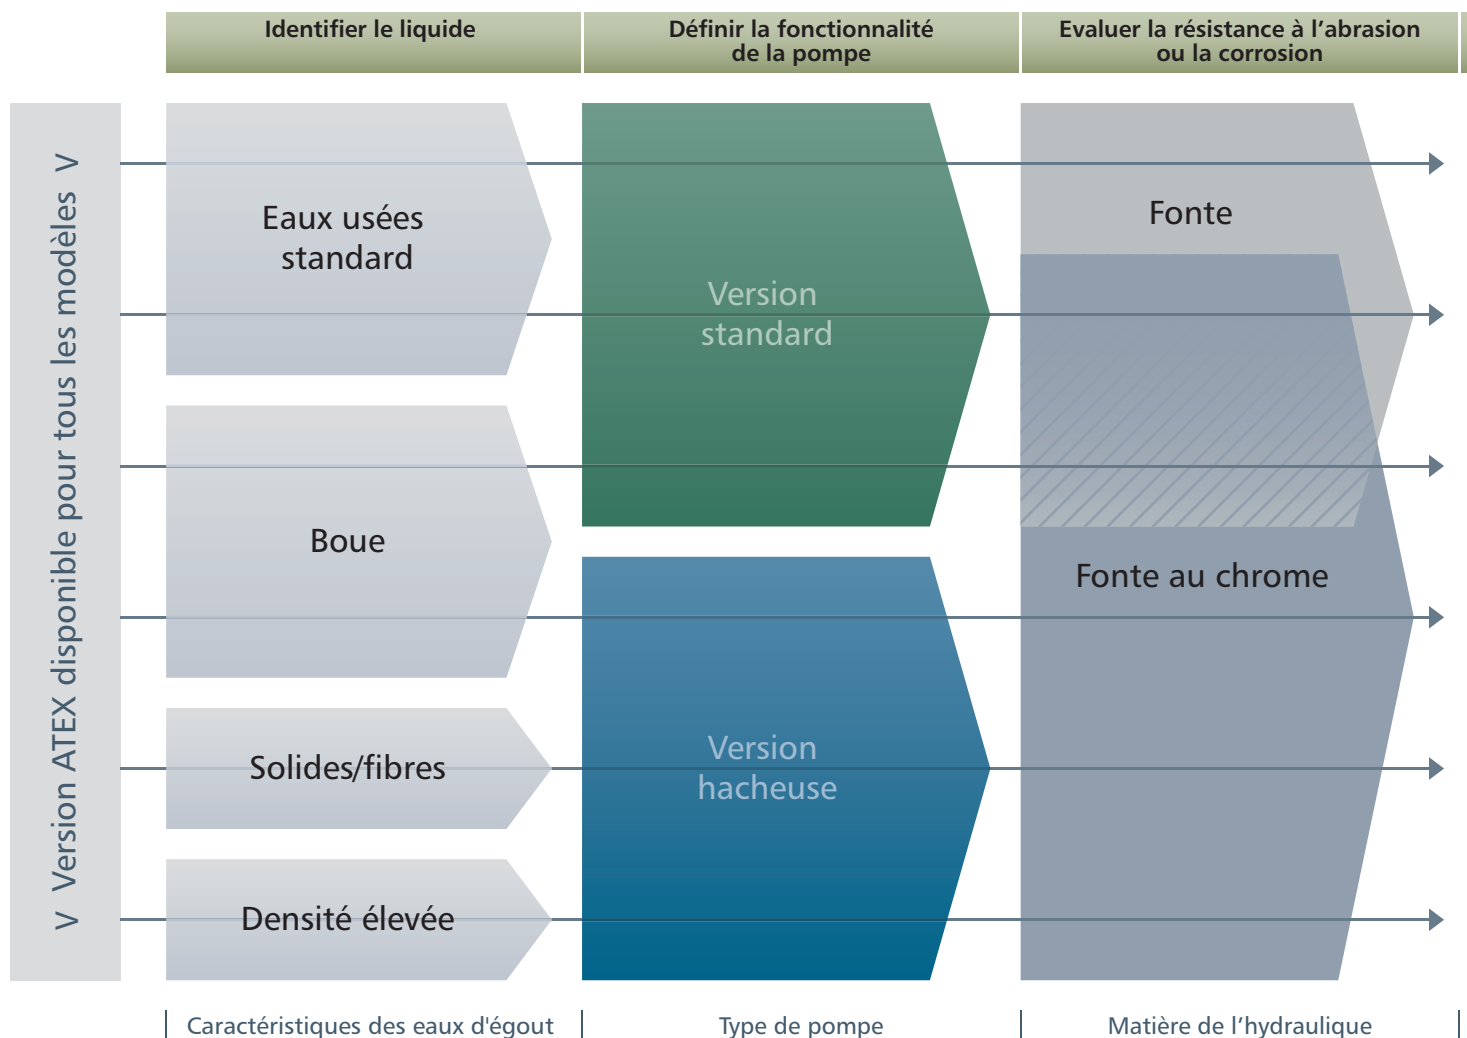 Identifier le liquide
Définir la fonctionnalité
de la pompe
Evaluer la résistance à l’abrasion
ou la corrosion
V Version ATEX disponible pour tous les modèles V
Eaux usées
standard
Boue
Solides/fibres
Densité élevée
Version
standard
Version
hacheuse
Fonte
Fonte au chrome
Caractéristiques des eaux d'égout
Type de pompe
Matière de l’hydraulique